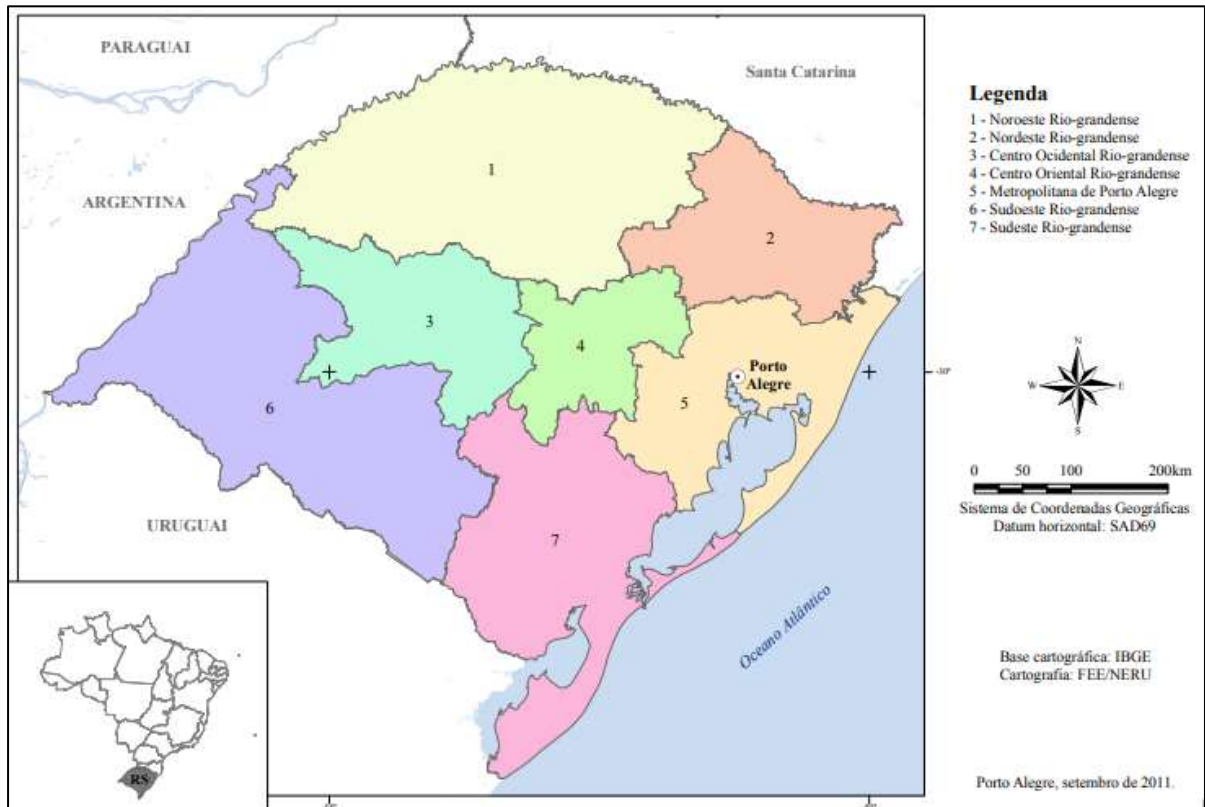 PARAGUAI
Santa Catarina
ARGENTINA
URUGUAI
1
2
3
4
5
6
7
Porto
Alegre
-30°
Oceano Atlântico
RS
Legenda
1 - Noroeste Rio-grandense
2 - Nordeste Rio-grandense
3 - Centro Ocidental Rio-grandense
4 - Centro Oriental Rio-grandense
5 - Metropolitana de Porto Alegre
6 - Sudoeste Rio-grandense
7 - Sudeste Rio-grandense
N
W
E
S
0 50 100 200km
Sistema de Coordenadas Geográficas
Datum horizontal: SAD69
Base cartográfica: IBGE
Cartografia: FEE/NERU
Porto Alegre, setembro de 2011.